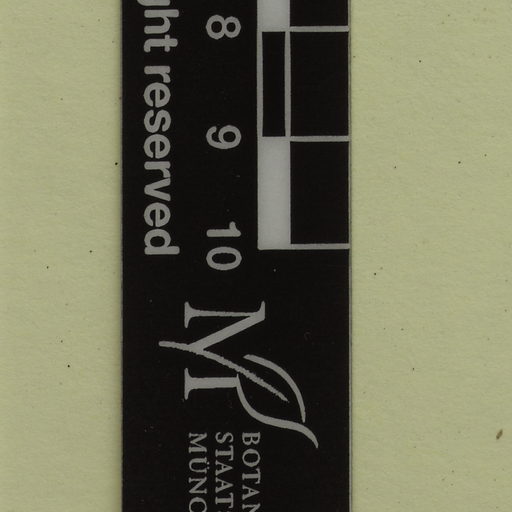 ght reserved
8 9 10
M
BOTAN
STAAT
MÜNC